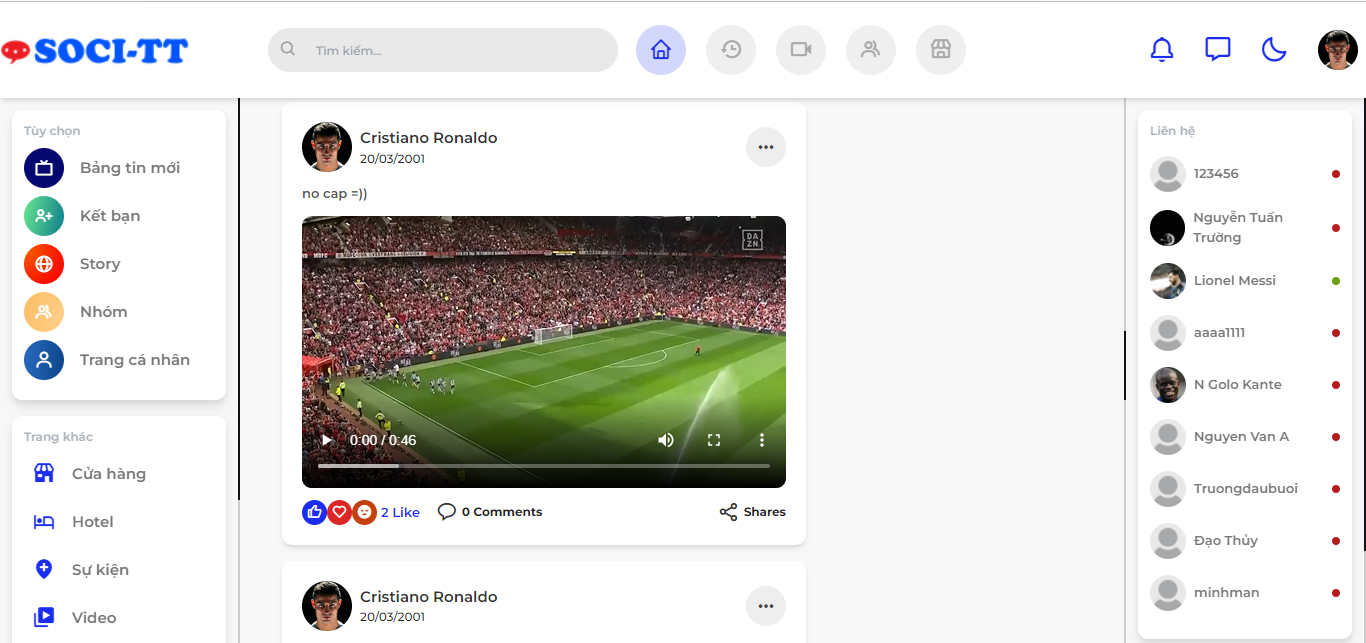 SOCI-TT
Tìm kiếm...
Tùy chọn
Bảng tin mới
Kết bạn
Story
Nhóm
Trang cá nhân
Trang khác
Cửa hàng
Hotel
Sự kiện
Video
Cristiano Ronaldo
20/03/2001
no cap =))
DA
ZN
0:00 / 0:46
2 Like
0 Comments
Shares
Cristiano Ronaldo
20/03/2001
Liên hệ
123456
Nguyễn Tuấn
Trường
Lionel Messi
aaaa1111
N Golo Kante
Nguyen Van A
Truongdaubuoi
Đạo Thủy
minhman